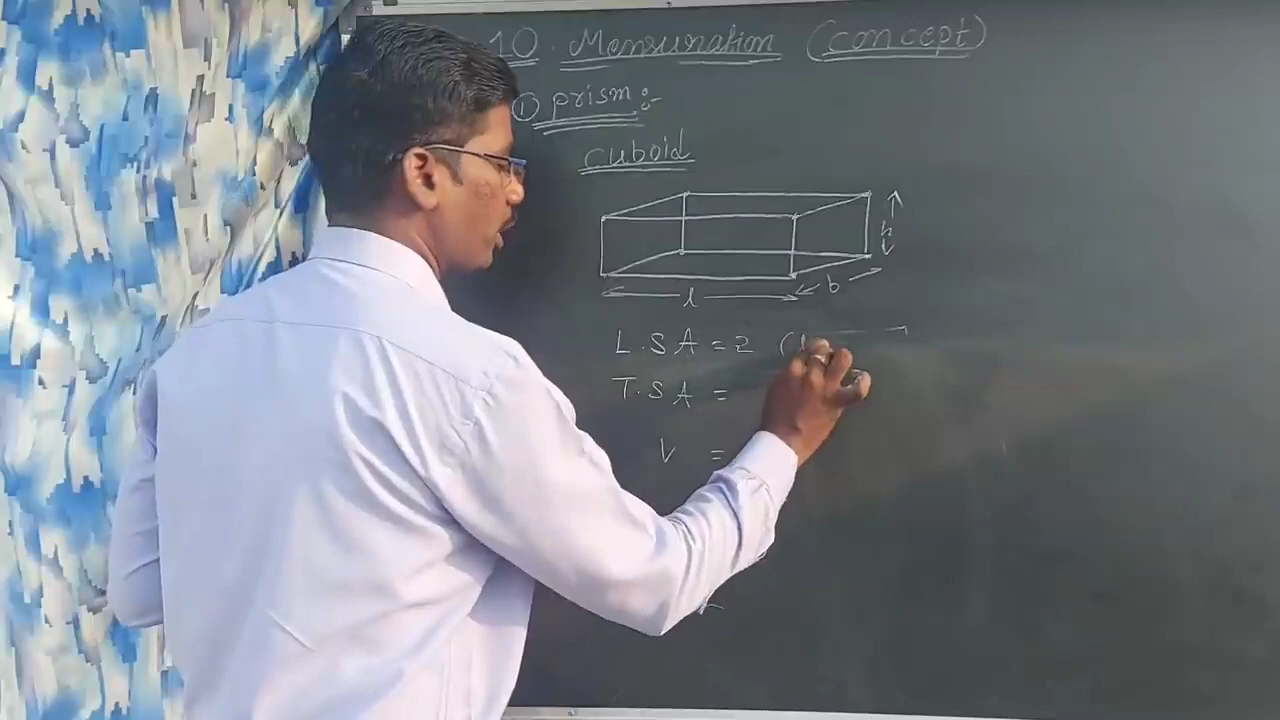 10. Mensuration (concept)
① prism :-
cuboid
h
b
l
L.S A = 2 (
T.S A =
V =